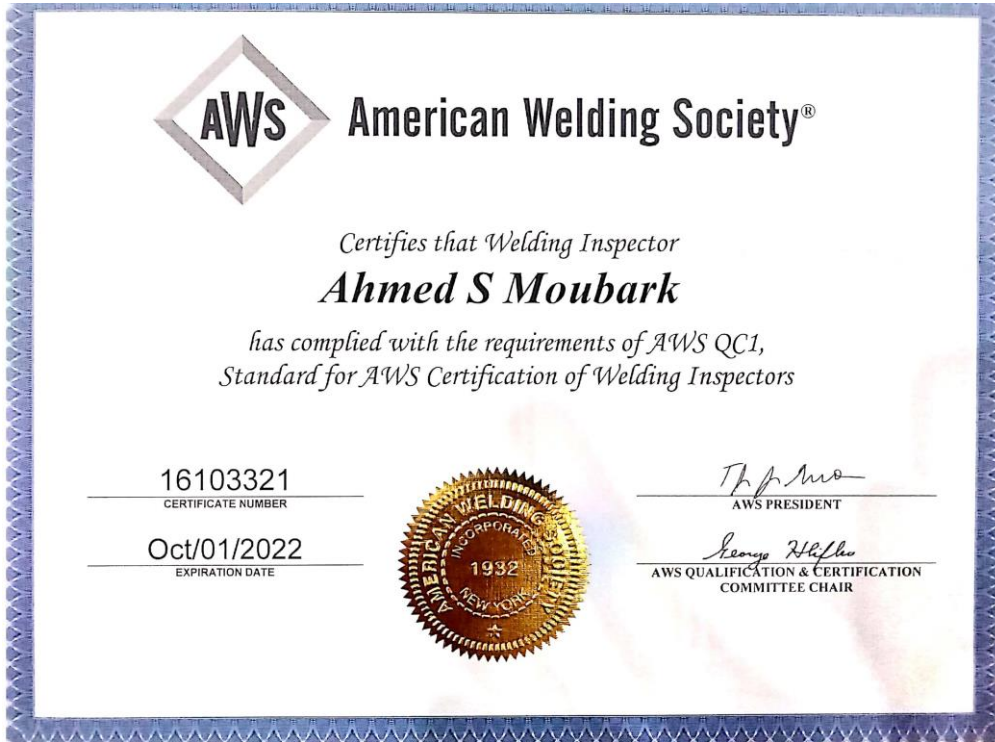 AWS
American Welding Society®
Certifies that Welding Inspector
Ahmed S Moubark
has complied with the requirements of AWS QC1,
Standard for AWS Certification of Welding Inspectors
16103321
CERTIFICATE NUMBER
Oct/01/2022
EXPIRATION DATE
AMERICAN WELDING SOCIETY
INCORPORATED
1932
NEW YORK
AWS PRESIDENT
AWS QUALIFICATION & CERTIFICATION
COMMITTEE CHAIR